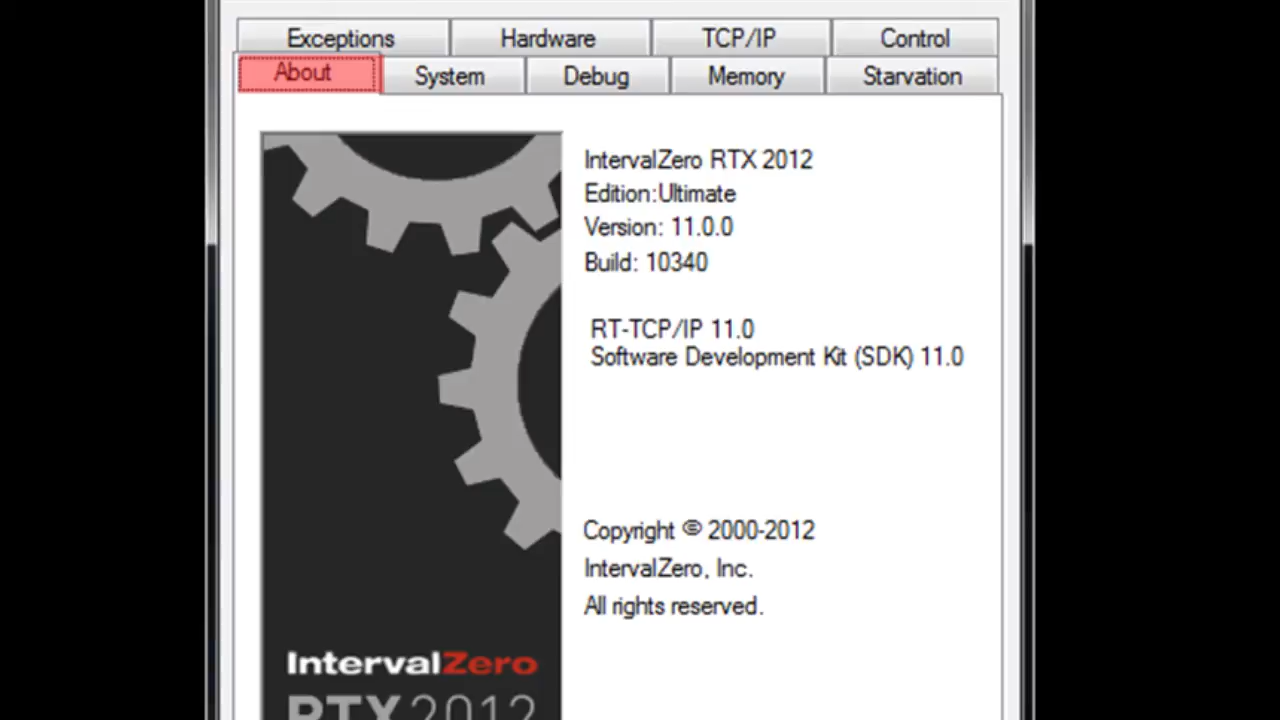 Exceptions Hardware TCP/IP Control
About System Debug Memory Starvation
IntervalZero RTX 2012
Edition:Ultimate
Version: 11.0.0
Build: 10340
RT-TCP/IP 11.0
Software Development Kit (SDK) 11.0
Copyright © 2000-2012
IntervalZero, Inc.
All rights reserved.
IntervalZero
RTX2012